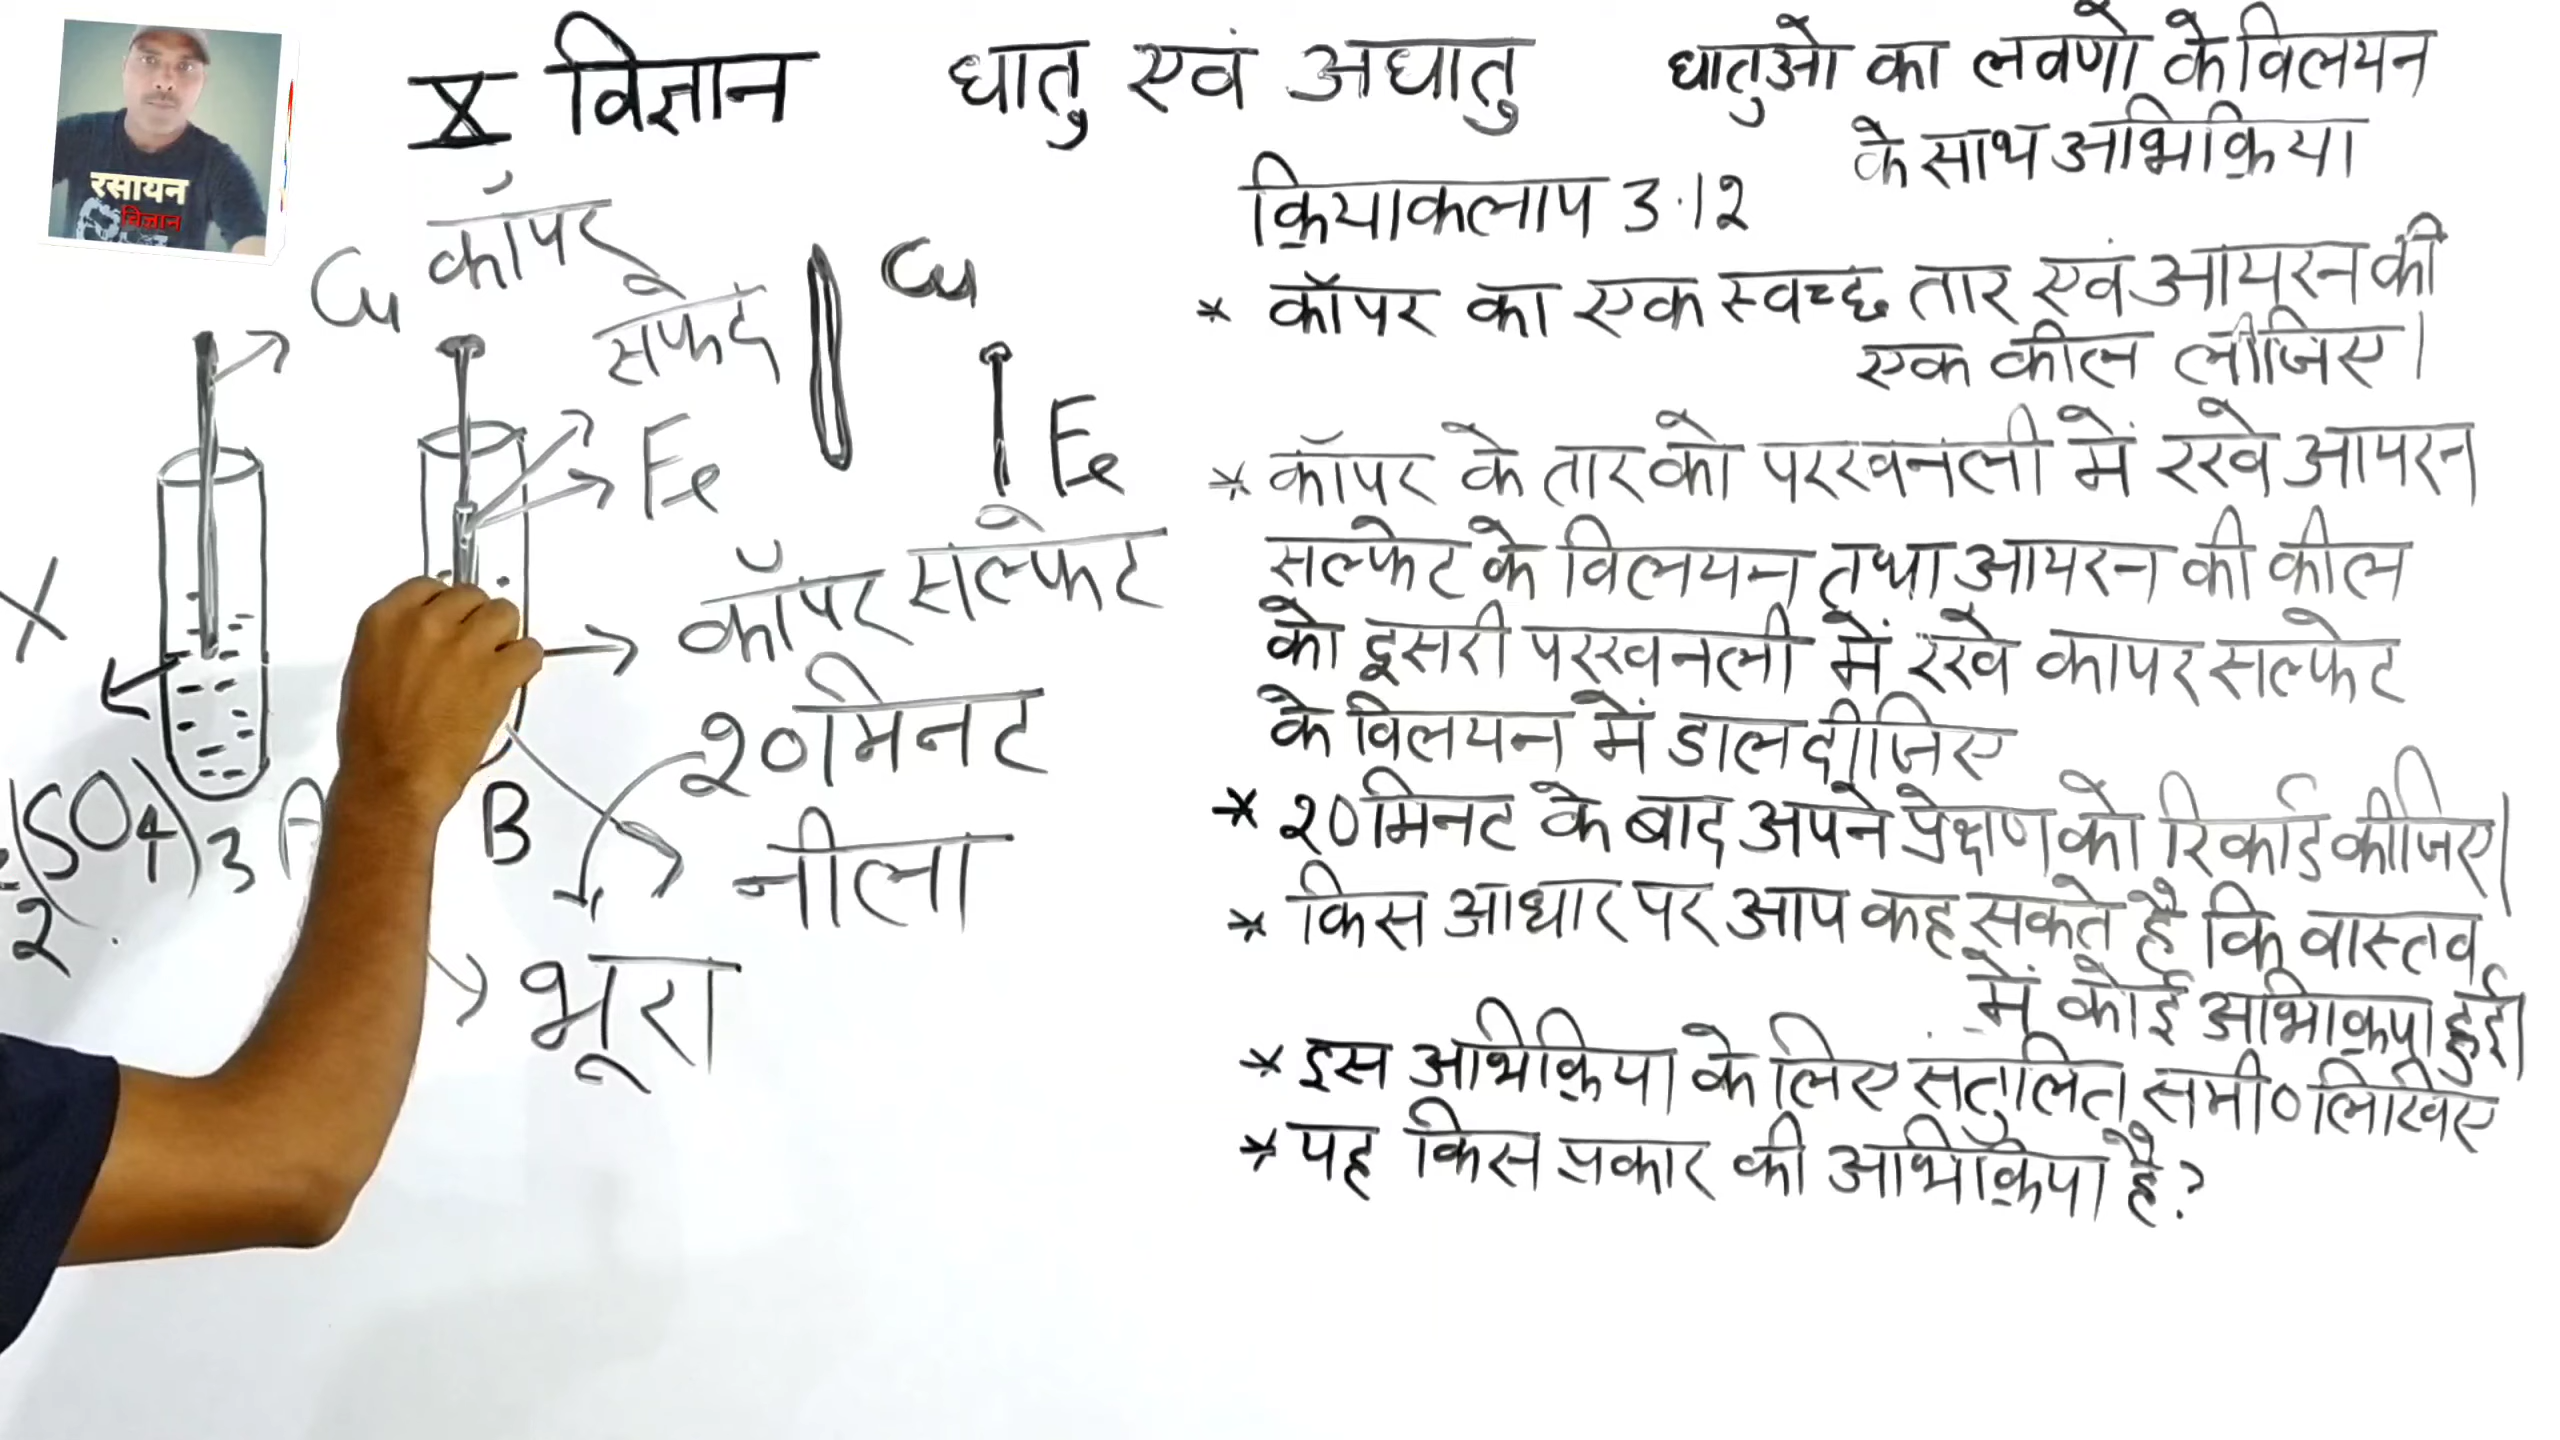 रसायन
विज्ञान
X विज्ञान धातु एवं अधातु
धातुओ का लवणो के विलयन
के साथ अभिक्रिया
क्रियाकलाप 3.12
* कॉपर का एक स्वच्छ तार एवं आयरन की
एक कील लीजिए।
* कॉपर के तार को परखनली में रखे आयरन
सल्फेट के विलयन तथा आयरन की कील
को दूसरी परखनली में रखे कापर सल्फेट
के विलयन में डाल दीजिए
* 20 मिनट के बाद अपने प्रेक्षण को रिकार्ड कीजिए।
* किस आधार पर आप कह सकते है कि वास्तव
में कोई अभिक्रिया हुई।
* इस अभिक्रिया के लिए संतुलित समी० लिखिए
* यह किस प्रकार की अभिक्रिया है?
Cu
कॉपर
सफेद
Cu
Fe
Fe
कॉपर सल्फेट
20 मिनट
नीला
भूरा
X
(SO4)3
2
A
B